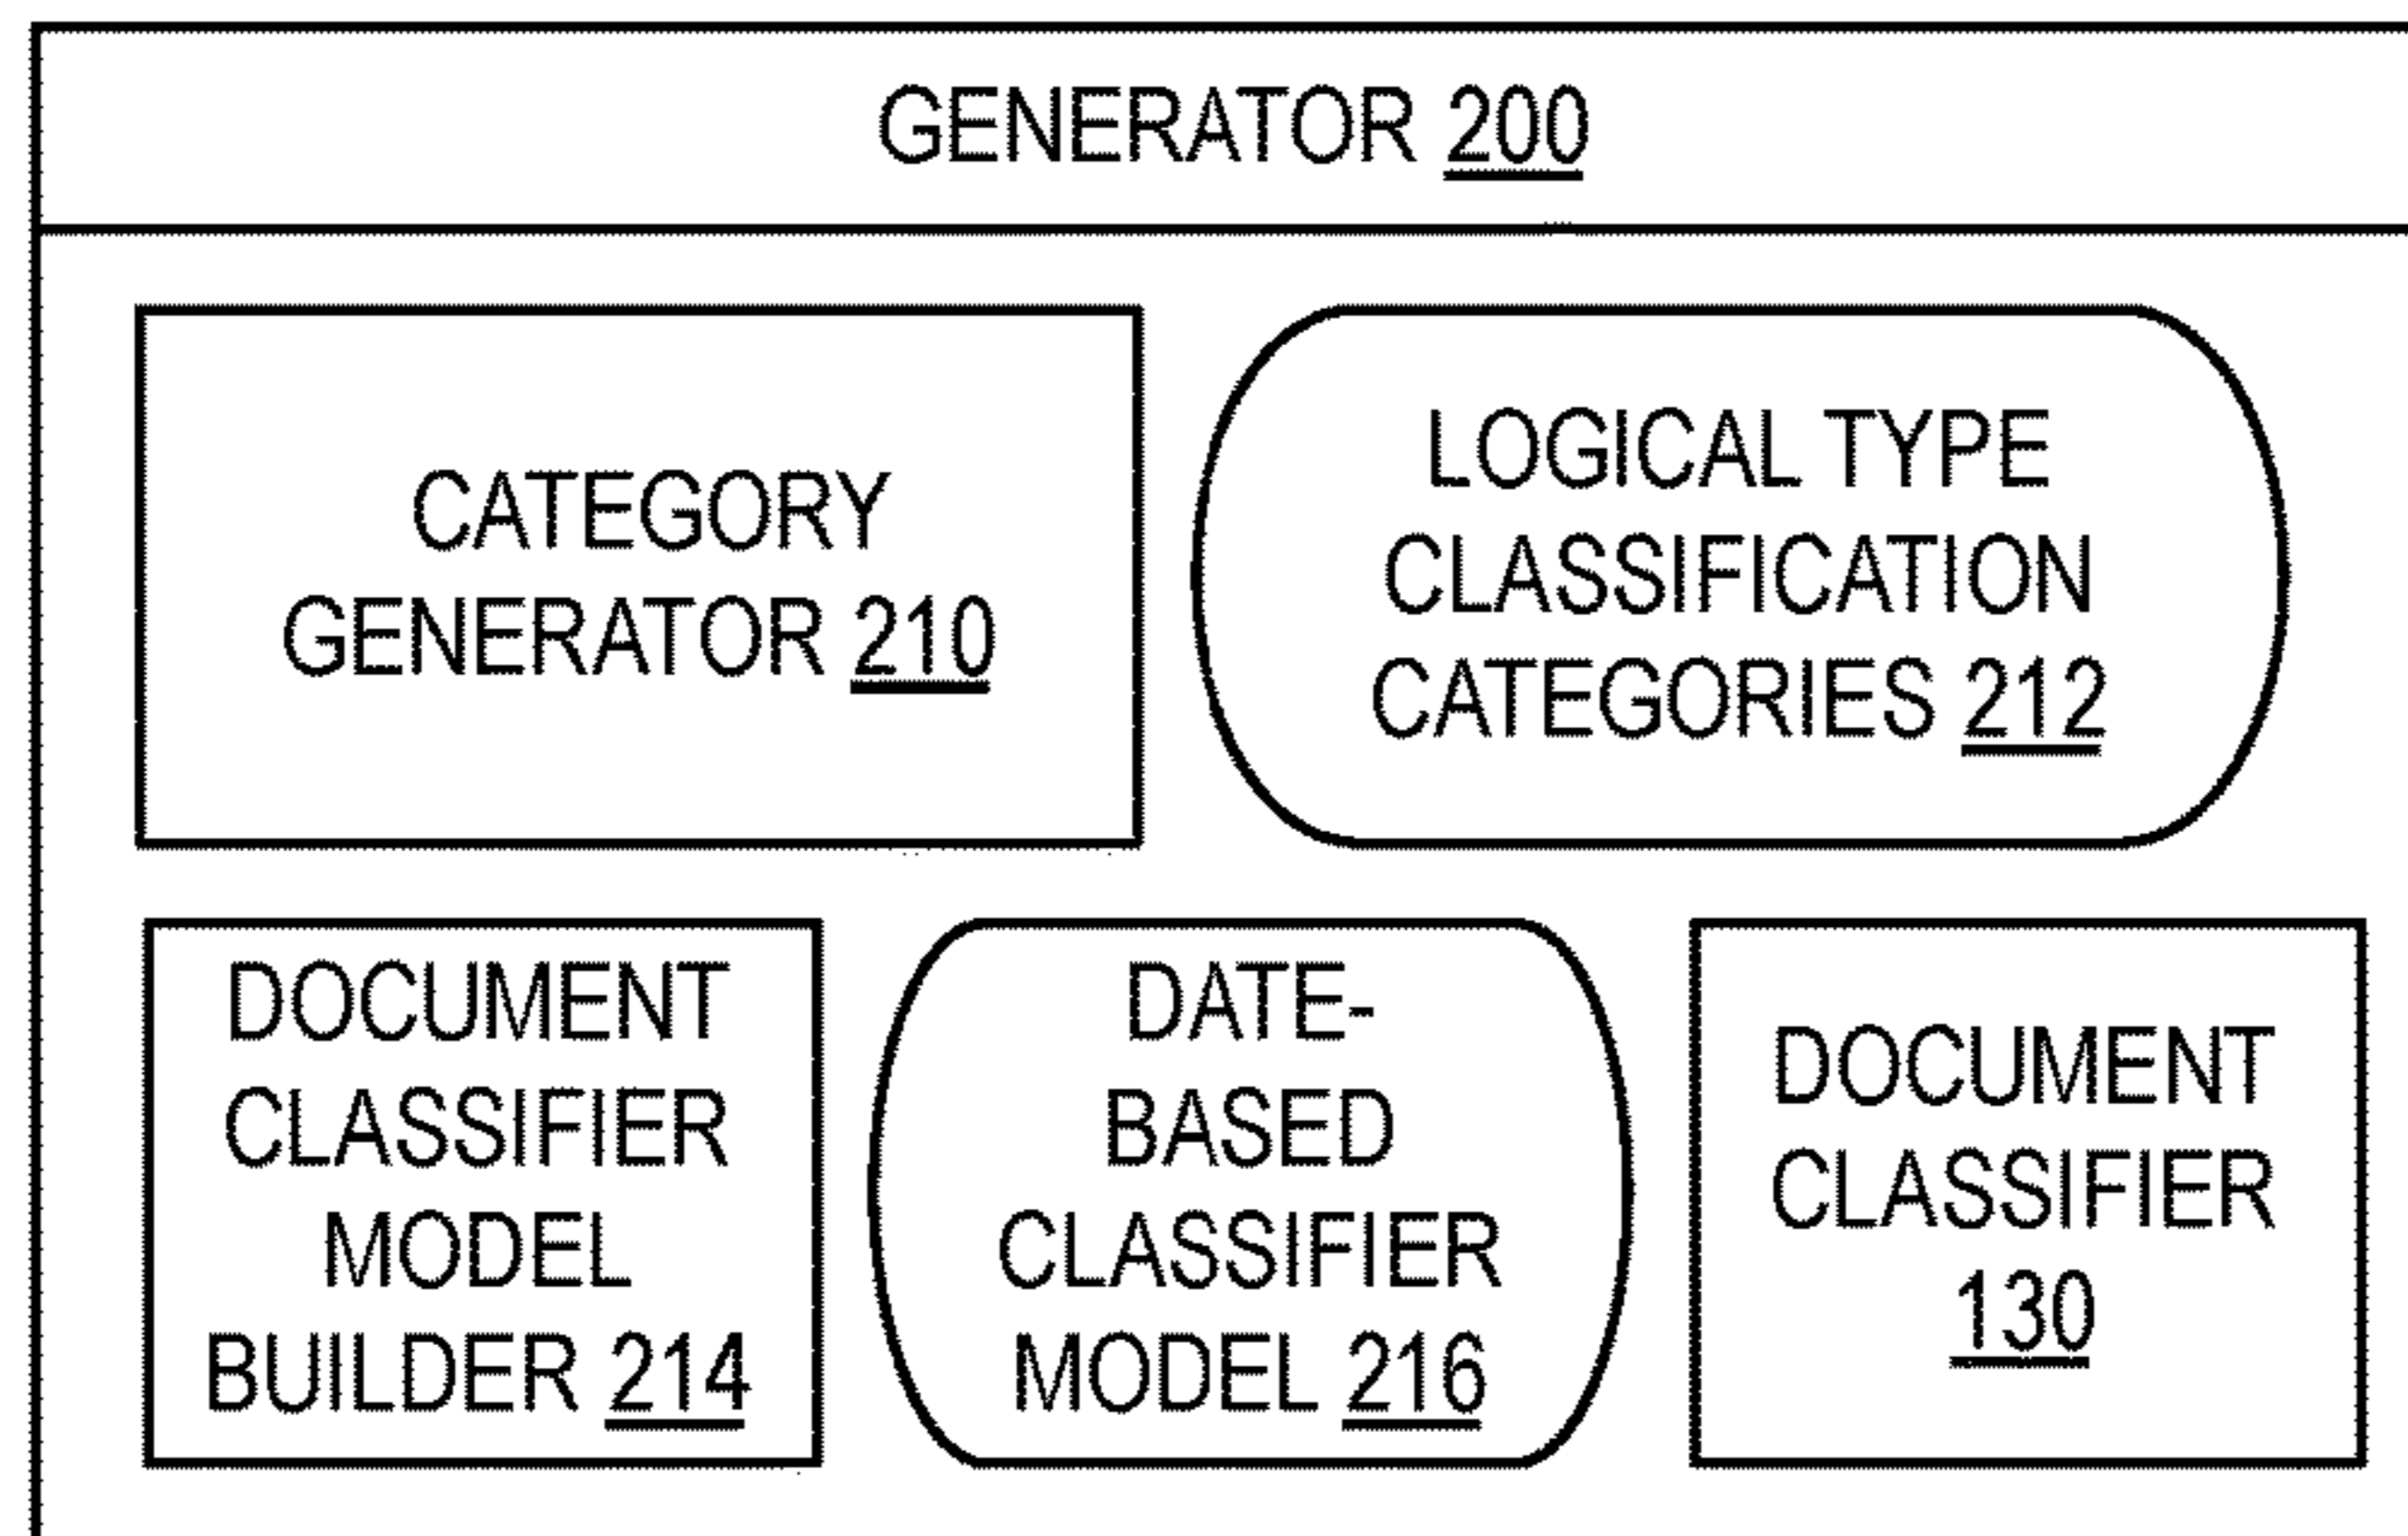 GENERATOR 200
CATEGORY
GENERATOR 210
LOGICAL TYPE
CLASSIFICATION
CATEGORIES 212
DOCUMENT
CLASSIFIER
MODEL
BUILDER 214
DATE-
BASED
CLASSIFIER
MODEL 216
DOCUMENT
CLASSIFIER
130